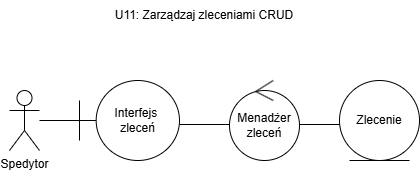 U11: Zarządzaj zleceniami CRUD
Interfejs
zleceń
Menadżer
zleceń
Zlecenie
Spedytor